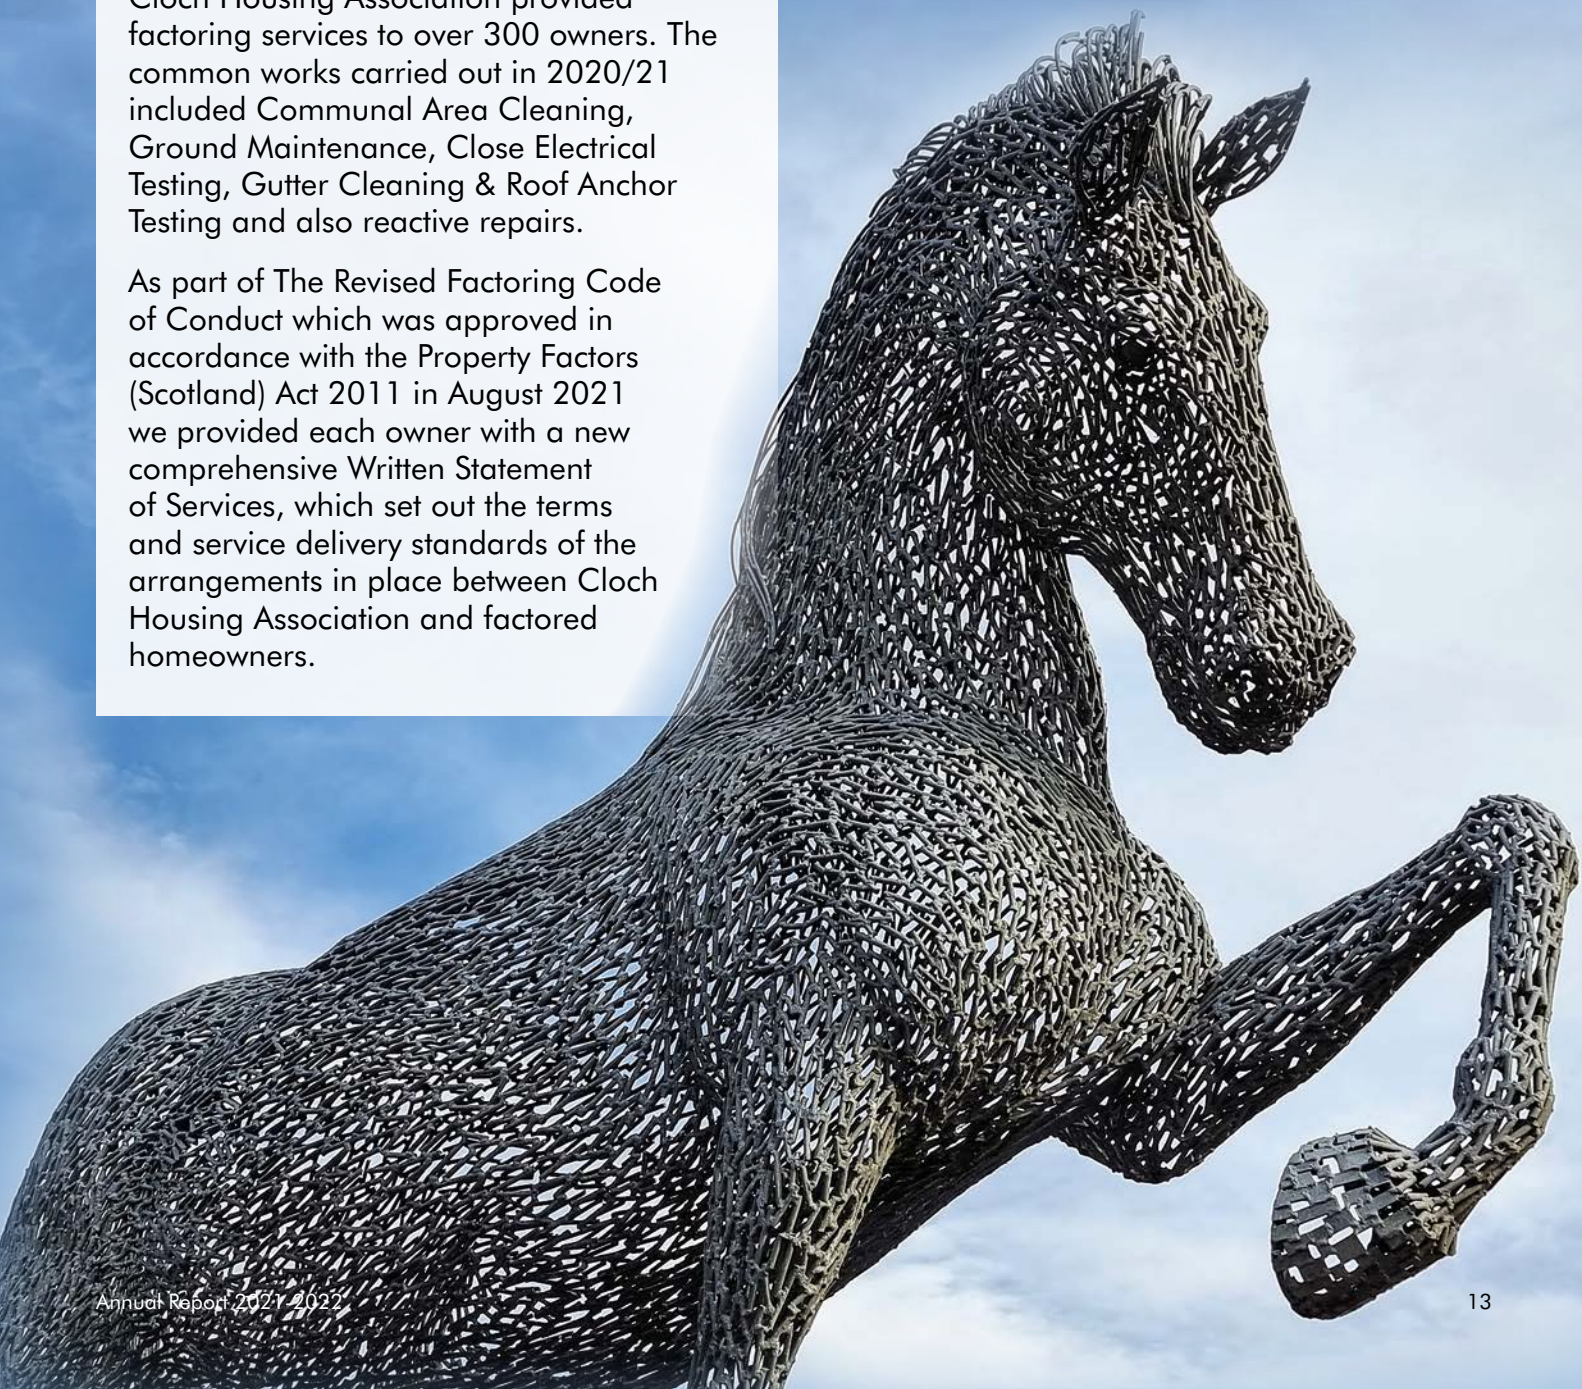 Cloch Housing Association provided
factoring services to over 300 owners. The
common works carried out in 2020/21
included Communal Area Cleaning,
Ground Maintenance, Close Electrical
Testing, Gutter Cleaning & Roof Anchor
Testing and also reactive repairs.
As part of The Revised Factoring Code
of Conduct which was approved in
accordance with the Property Factors
(Scotland) Act 2011 in August 2021
we provided each owner with a new
comprehensive Written Statement
of Services, which set out the terms
and service delivery standards of the
arrangements in place between Cloch
Housing Association and factored
homeowners.
Annual Report 2021-2022
13